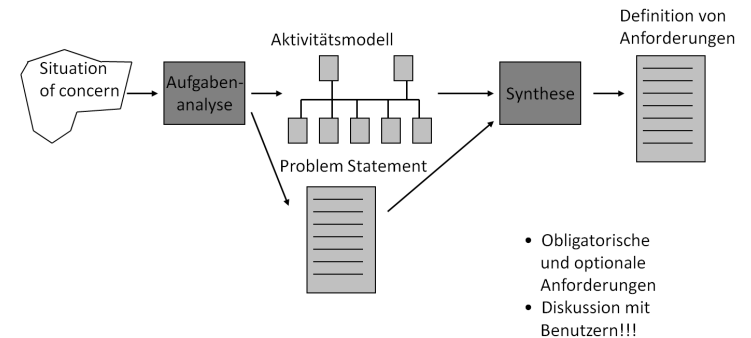 Situation
of concern
Aufgaben-
analyse
Aktivitätsmodell
Problem Statement
Synthese
Definition von
Anforderungen
• Obligatorische
und optionale
Anforderungen
• Diskussion mit
Benutzern!!!